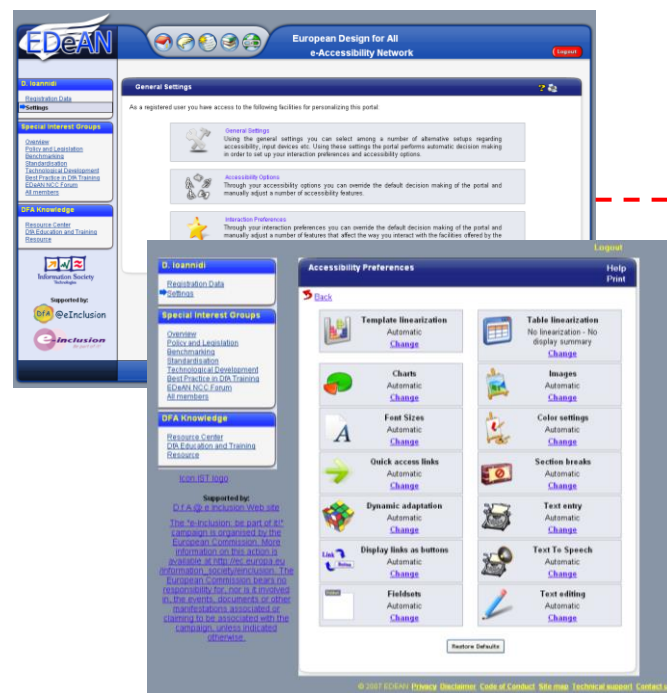 EDeAN
European Design for All
e-Accessibility Network
Logout
D. Ioannidi
Registration Data
Settings
Special Interest Groups
Overview
Policy and Legislation
Benchmarking
Standardisation
Technological Development
Best Practice in DfA Training
EDeAN NCC Forum
All members
DFA Knowledge
Resource Center
DfA Education and Training
Resource
Information Society
Technologies
Supported by:
DfA @eInclusion
e-inclusion
be part of it!
General Settings
As a registered user you have access to the following facilities for personalizing this portal:
General Settings
Using the general settings you can select among a number of alternative setups regarding
accessibility, input devices etc. Using these settings the portal performs automatic decision making
in order to set up your interaction preferences and accessibility options.
Accessibility Options
Through your accessibility options you can override the default decision making of the portal and
manually adjust a number of accessibility features.
Interaction Preferences
Through your interaction preferences you can override the default decision making of the portal and
manually adjust a number of features that affect the way you interact with the facilities offered by the
Logout
D. Ioannidi
Registration Data
Settings
Special Interest Groups
Overview
Policy and Legislation
Benchmarking
Standardisation
Technological Development
Best Practice in DfA Training
EDeAN NCC Forum
All members
DFA Knowledge
Resource Center
DfA Education and Training
Resource
Icon IST logo
Supported by:
D f A @ e Inclusion Web site
The "e-Inclusion: be part of it!"
campaign is organised by the
European Commission. More
information on this action is
available at http://ec.europa.eu
/information_society/einclusion. The
European Commission bears no
responsibility for, nor is it involved
in, the events, documents or other
manifestations associated or
claiming to be associated with the
campaign, unless indicated
otherwise.
Accessibility Preferences
Help
Print
Back
Template linearization
Automatic
Change
Table linearization
No linearization - No
display summary
Change
Charts
Automatic
Change
Images
Automatic
Change
Font Sizes
Automatic
Change
Color settings
Automatic
Change
Quick access links
Automatic
Change
Section breaks
Automatic
Change
Dynamic adaptation
Automatic
Change
Text entry
Automatic
Change
Display links as buttons
Automatic
Change
Text To Speech
Automatic
Change
Fieldsets
Automatic
Change
Text editing
Automatic
Change
Restore Defaults
© 2007 EDEAN Privacy Disclaimer Code of Conduct Site map Technical support Contact